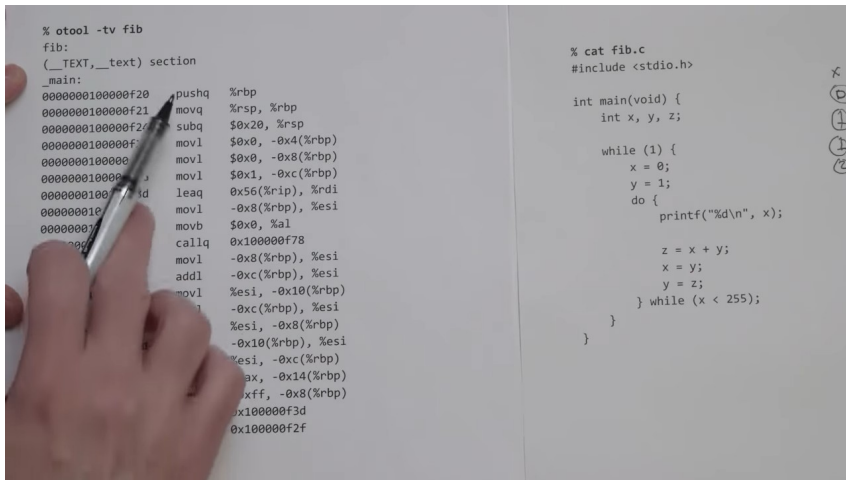 % otool -tv fib
fib:
(__TEXT,__text) section
_main:
0000000100000f20 pushq %rbp
0000000100000f21 movq %rsp, %rbp
subq $0x20, %rsp
movl $0x0, -0x4(%rbp)
movl $0x0, -0x8(%rbp)
movl $0x1, -0xc(%rbp)
leaq 0x56(%rip), %rdi
movl -0x8(%rbp), %esi
movb $0x0, %al
callq 0x100000f78
movl -0x8(%rbp), %esi
addl -0xc(%rbp), %esi
movl %esi, -0x10(%rbp)
-0xc(%rbp), %esi
%esi, -0x8(%rbp)
-0x10(%rbp), %esi
%esi, -0xc(%rbp)
-0x14(%rbp)
-0x8(%rbp)
0x100000f3d
0x100000f2f
% cat fib.c
#include <stdio.h>
int main(void) {
int x, y, z;
while (1) {
x = 0;
y = 1;
do {
printf("%d\n", x);
z = x + y;
x = y;
y = z;
} while (x < 255);
}
}
x